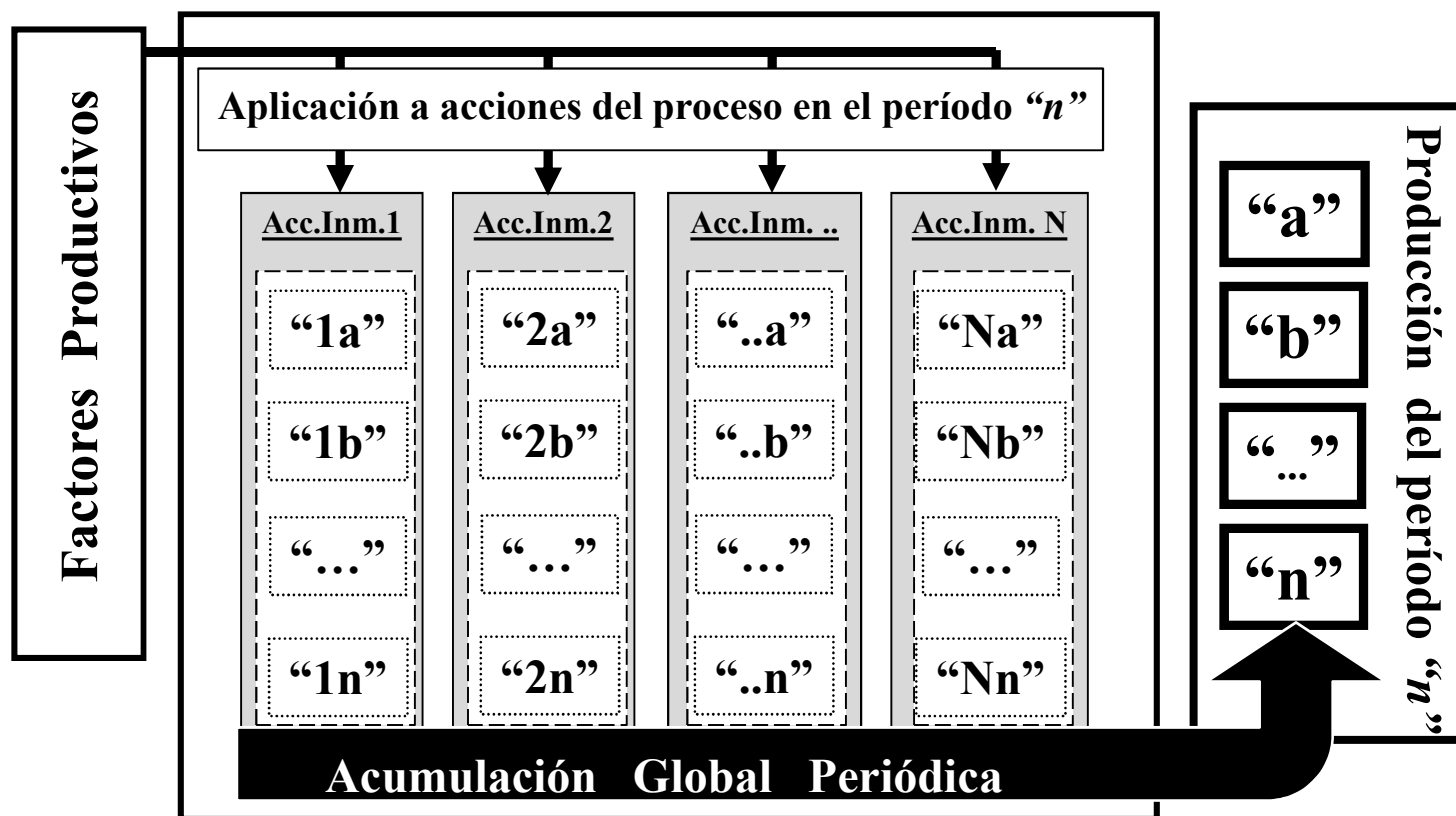 Factores Productivos
Aplicación a acciones del proceso en el período “n”
Acc.Inm.1
“1a”
“1b”
“...”
“1n”
Acc.Inm.2
“2a”
“2b”
“...”
“2n”
Acc.Inm. ..
“..a”
“..b”
“...”
“..n”
Acc.Inm. N
“Na”
“Nb”
“...”
“Nn”
Acumulación Global Periódica
“a”
“b”
“...”
“n”
Producción del período “n”